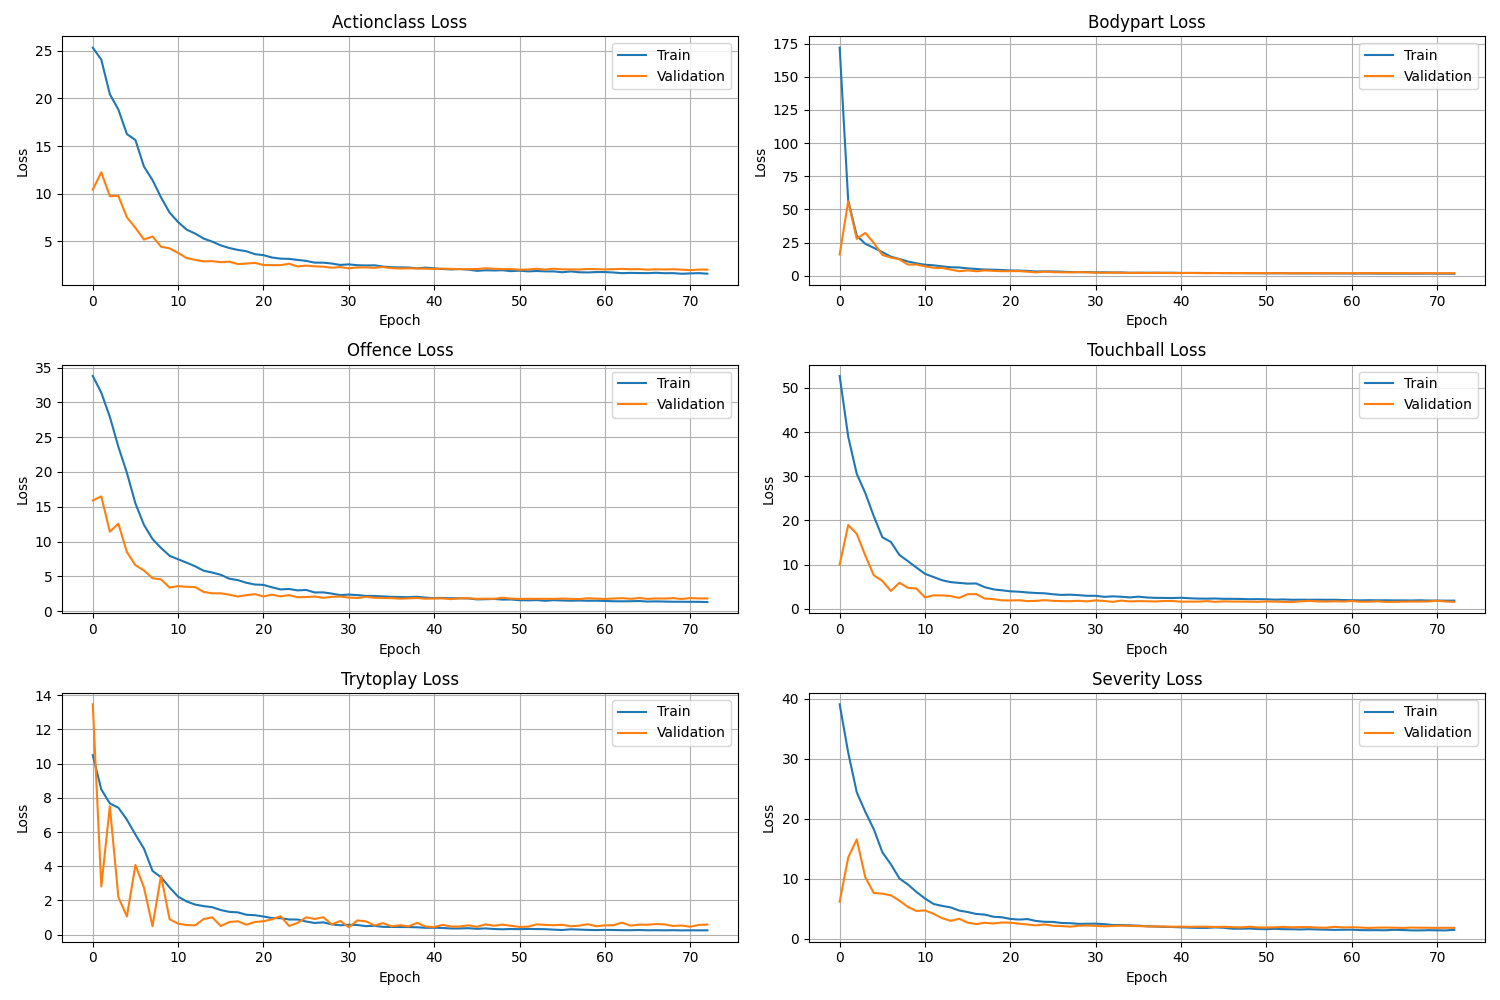 Actionclass Loss
Loss
25
20
15
10
5
Train
Validation
0 10 20 30 40 50 60 70
Epoch
Bodypart Loss
Loss
175
150
125
100
75
50
25
0
Train
Validation
0 10 20 30 40 50 60 70
Epoch
Offence Loss
Loss
35
30
25
20
15
10
5
0
Train
Validation
0 10 20 30 40 50 60 70
Epoch
Touchball Loss
Loss
50
40
30
20
10
0
Train
Validation
0 10 20 30 40 50 60 70
Epoch
Trytoplay Loss
Loss
14
12
10
8
6
4
2
0
Train
Validation
0 10 20 30 40 50 60 70
Epoch
Severity Loss
Loss
40
30
20
10
0
Train
Validation
0 10 20 30 40 50 60 70
Epoch